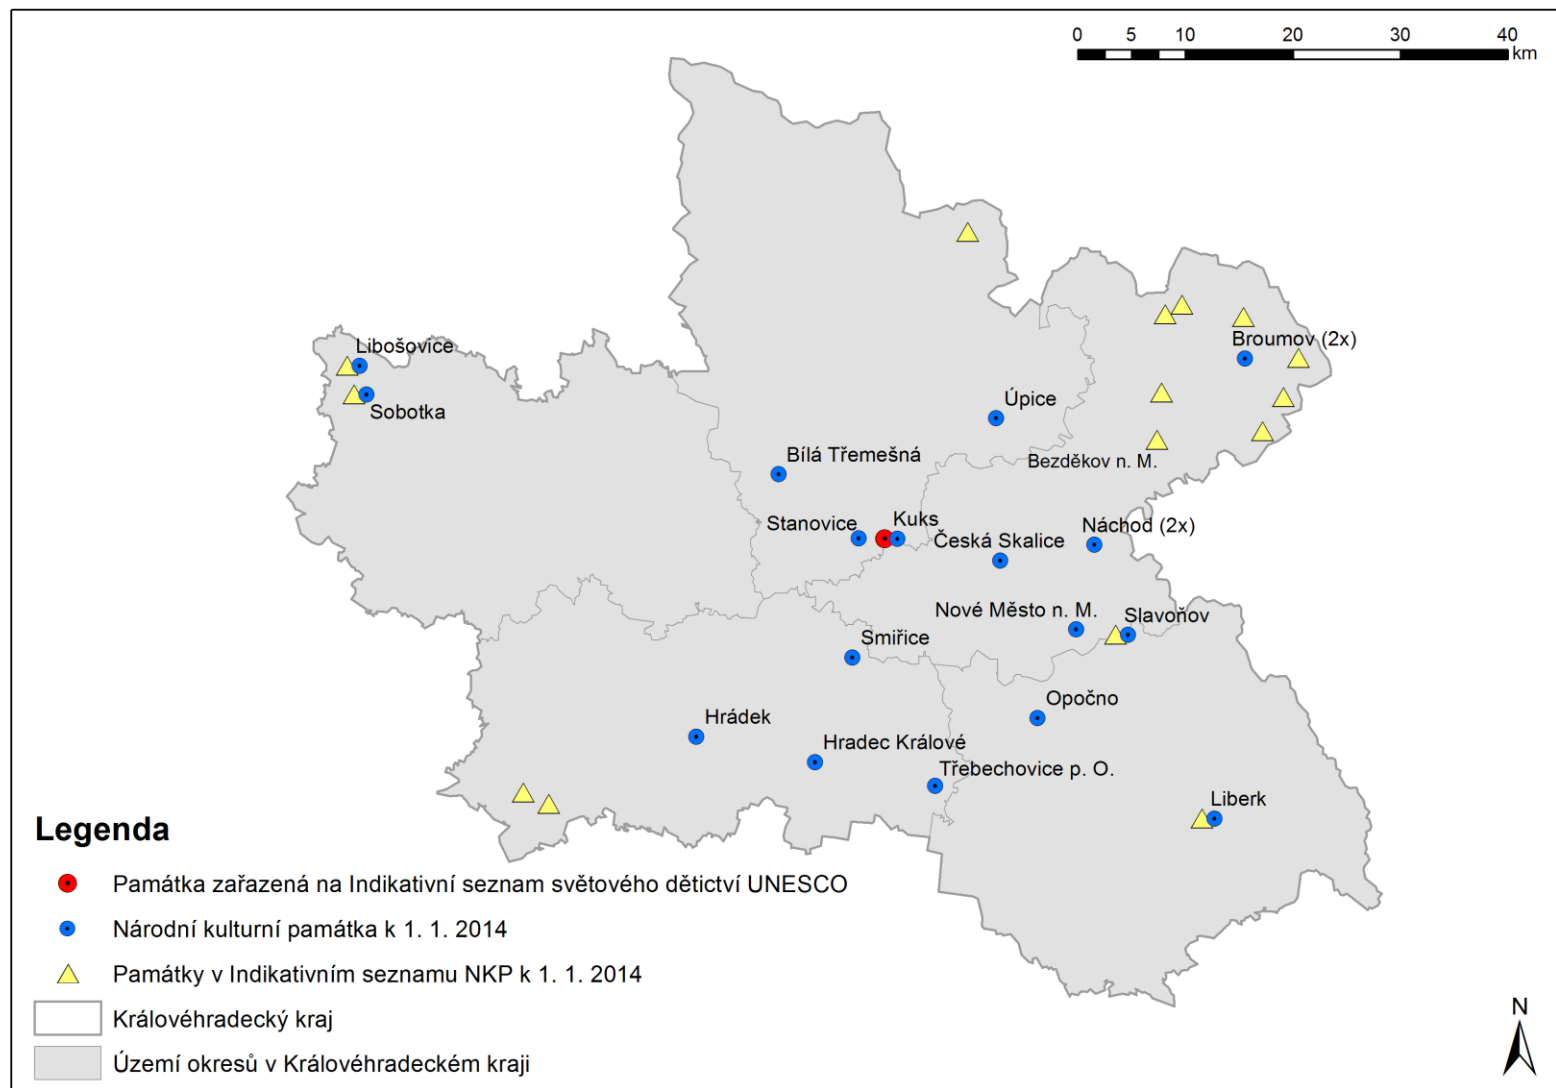 0 5 10 20 30 40
km
Libošovice
Sobotka
Broumov (2x)
Úpice
Bílá Třemešná
Bezděkov n. M.
Stanovice
Kuks
Česká Skalice
Náchod (2x)
Nové Město n. M.
Slavoňov
Smiřice
Opočno
Hrádek
Hradec Králové
Třebechovice p. O.
Liberk
Legenda
Památka zařazená na Indikativní seznam světového dětictví UNESCO
Národní kulturní památka k 1. 1. 2014
Památky v Indikativním seznamu NKP k 1. 1. 2014
Královéhradecký kraj
Území okresů v Královéhradeckém kraji
N